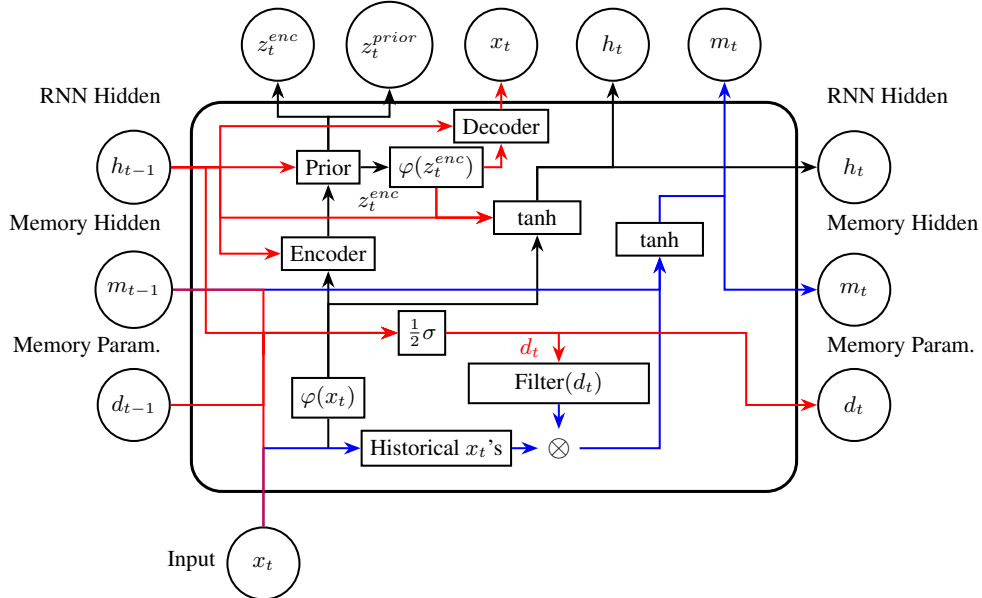 z_t^{enc} z_t^{prior} x_t h_t m_t
RNN Hidden RNN Hidden
Decoder
h_{t-1} Prior φ(z_t^{enc}) h_t
z_t^{enc}
Memory Hidden tanh Memory Hidden
tanh
Encoder
m_{t-1} m_t
Memory Param. ½σ d_t Memory Param.
Filter(d_t)
d_{t-1} φ(x_t) d_t
Historical x_t's ⊗
Input x_t